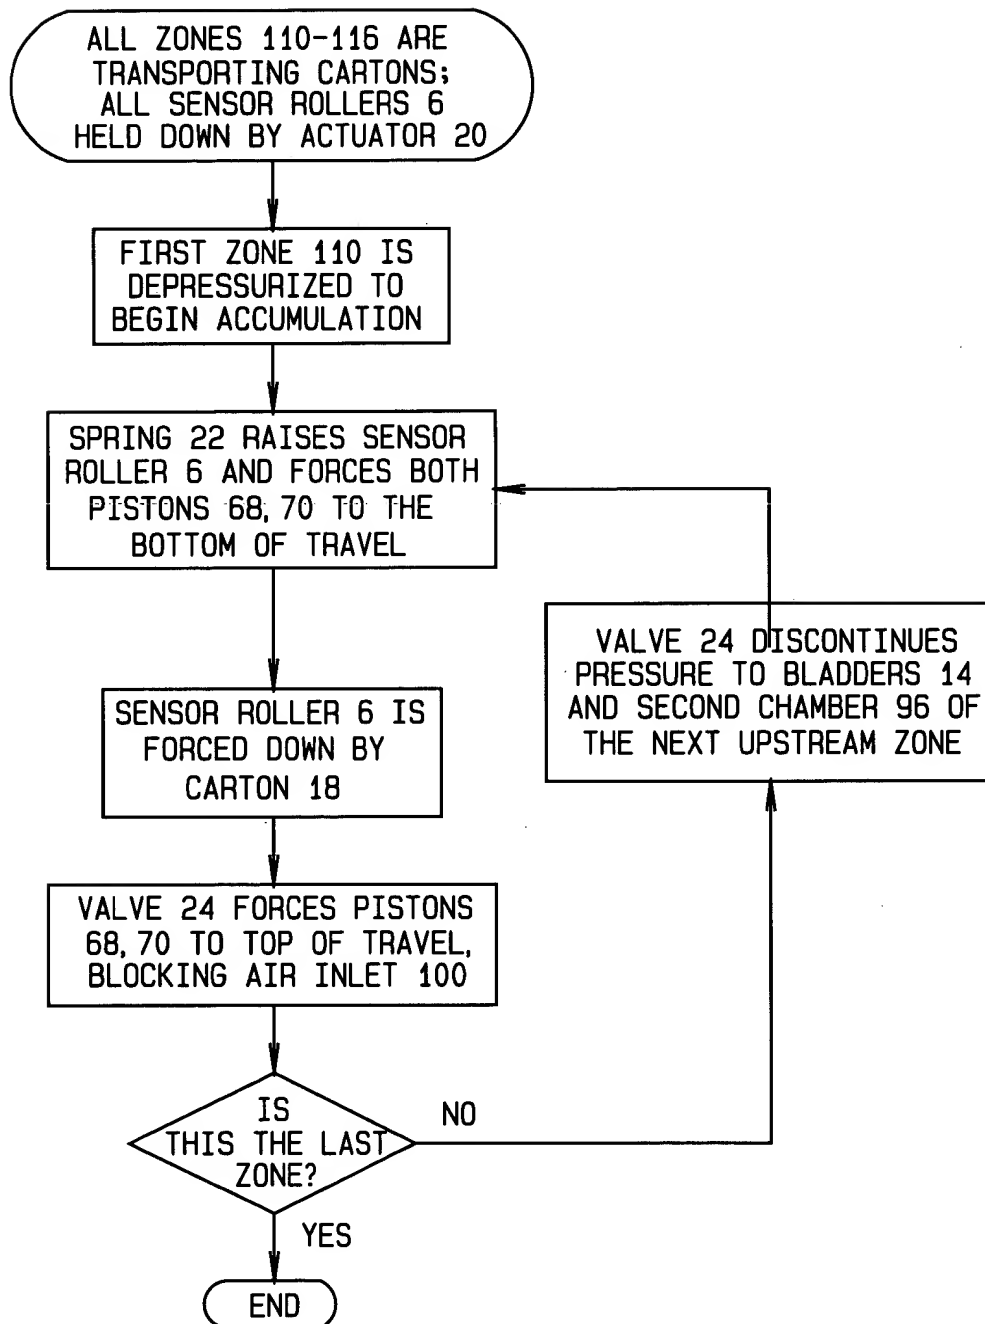 ALL ZONES 110-116 ARE
TRANSPORTING CARTONS;
ALL SENSOR ROLLERS 6
HELD DOWN BY ACTUATOR 20
FIRST ZONE 110 IS
DEPRESSURIZED TO
BEGIN ACCUMULATION
SPRING 22 RAISES SENSOR
ROLLER 6 AND FORCES BOTH
PISTONS 68, 70 TO THE
BOTTOM OF TRAVEL
SENSOR ROLLER 6 IS
FORCED DOWN BY
CARTON 18
VALVE 24 FORCES PISTONS
68, 70 TO TOP OF TRAVEL,
BLOCKING AIR INLET 100
IS
THIS THE LAST
ZONE?
NO
VALVE 24 DISCONTINUES
PRESSURE TO BLADDERS 14
AND SECOND CHAMBER 96 OF
THE NEXT UPSTREAM ZONE
YES
END